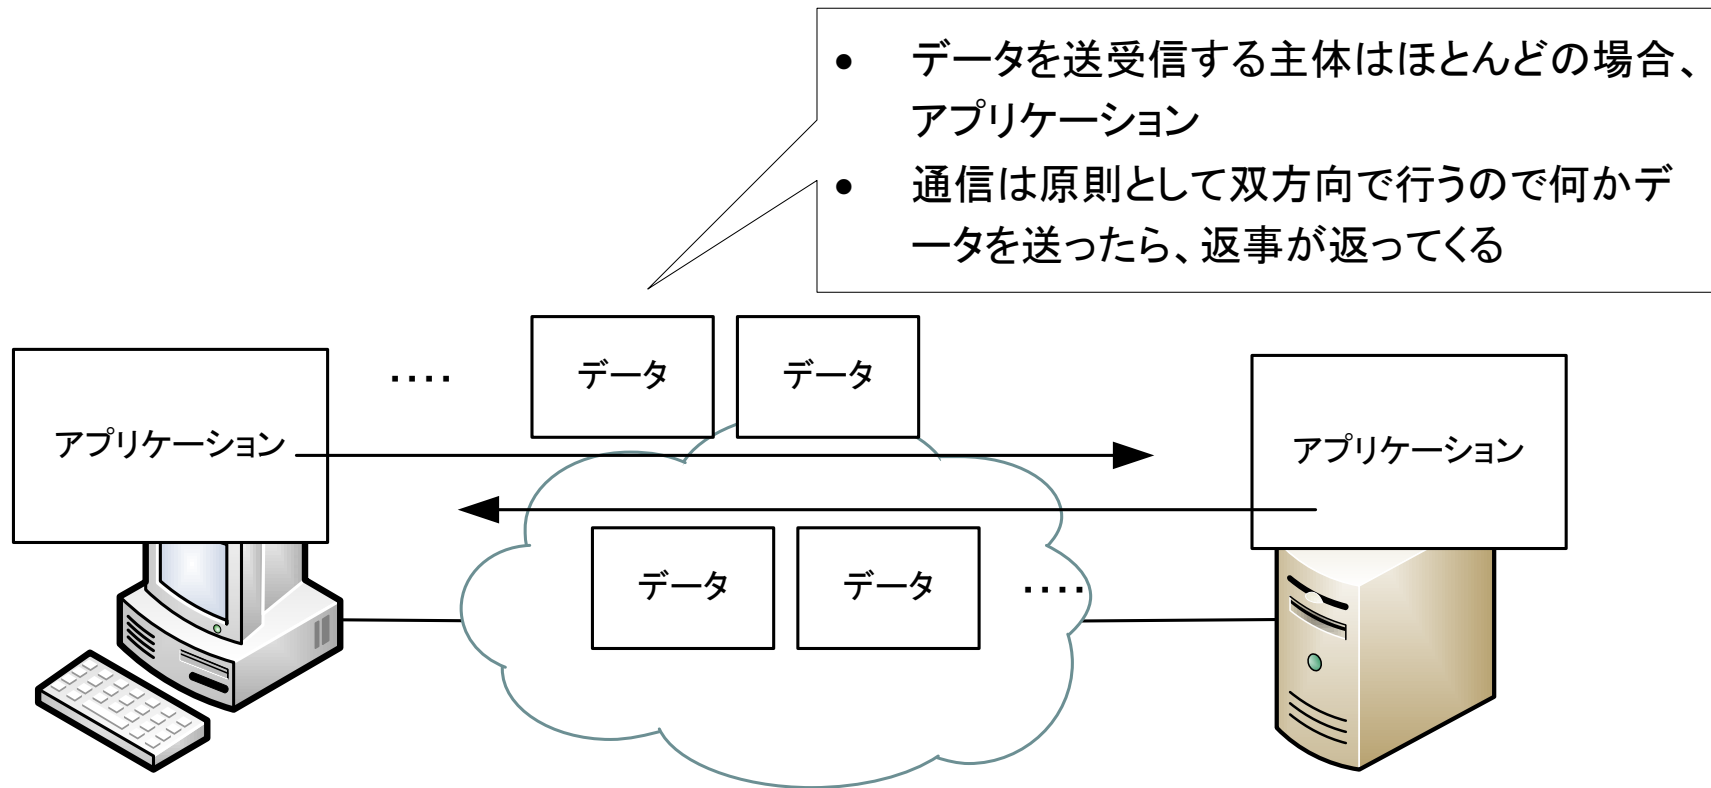 ● データを送受信する主体はほとんどの場合、
アプリケーション
● 通信は原則として双方向で行うので何かデ
ータを送ったら、返事が返ってくる
‥‥ データ データ
アプリケーション
アプリケーション
データ データ ‥‥